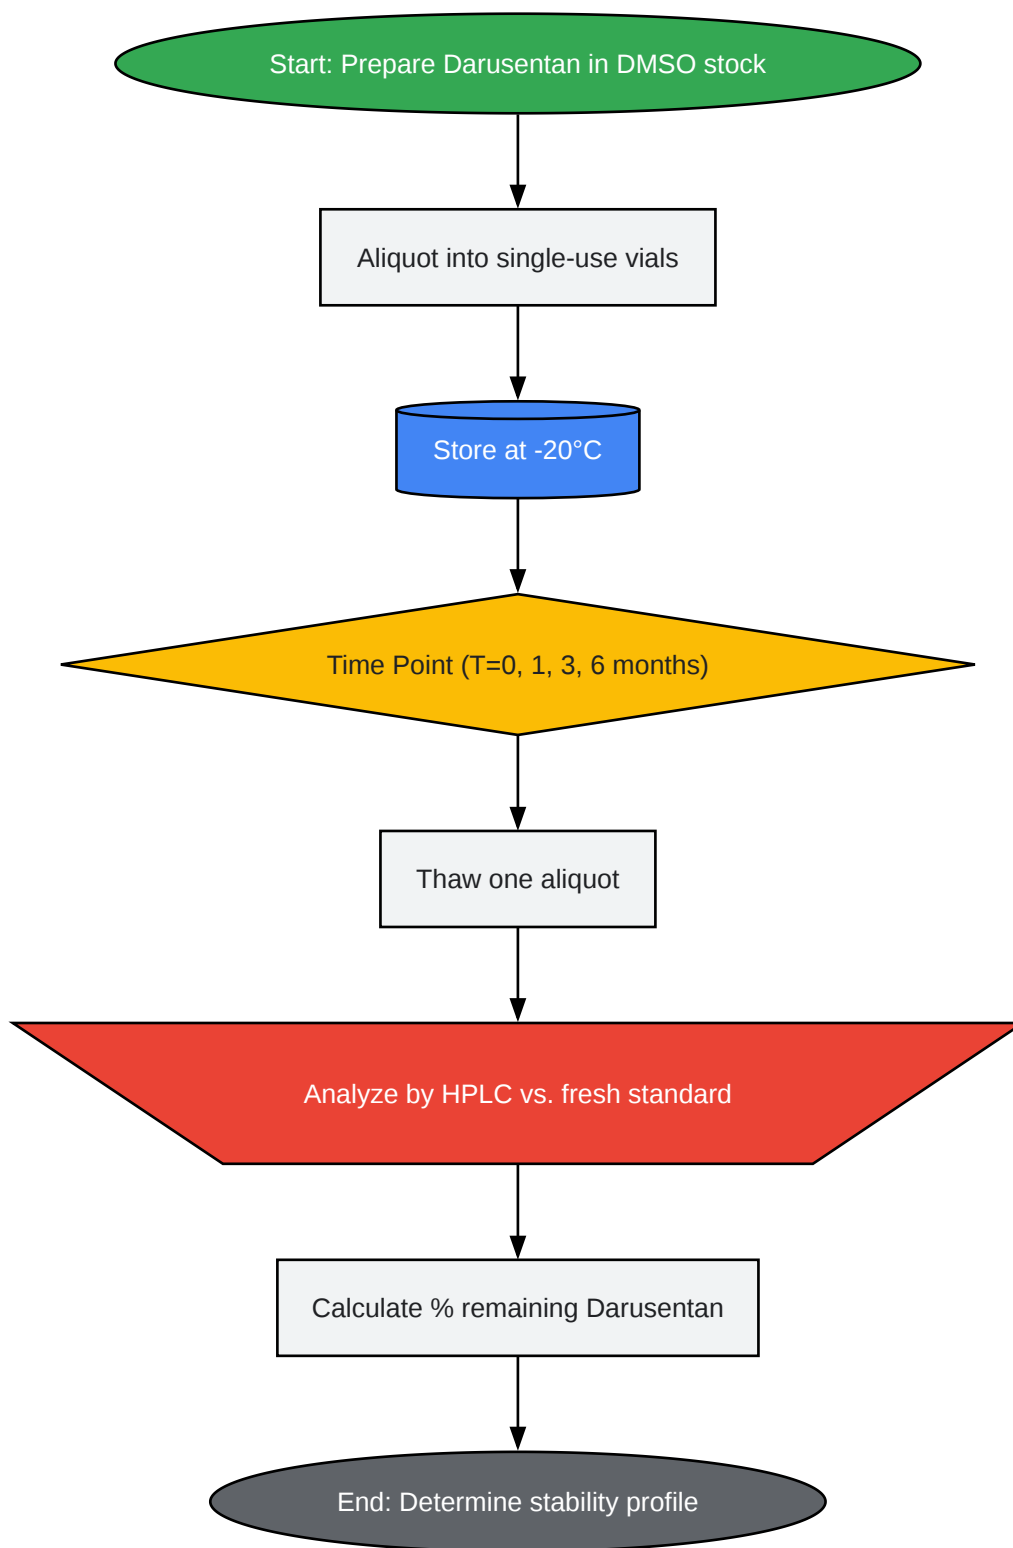 Start: Prepare Darusentan in DMSO stock
Aliquot into single-use vials
Store at -20°C
Time Point (T=0, 1, 3, 6 months)
Thaw one aliquot
Analyze by HPLC vs. fresh standard
Calculate % remaining Darusentan
End: Determine stability profile